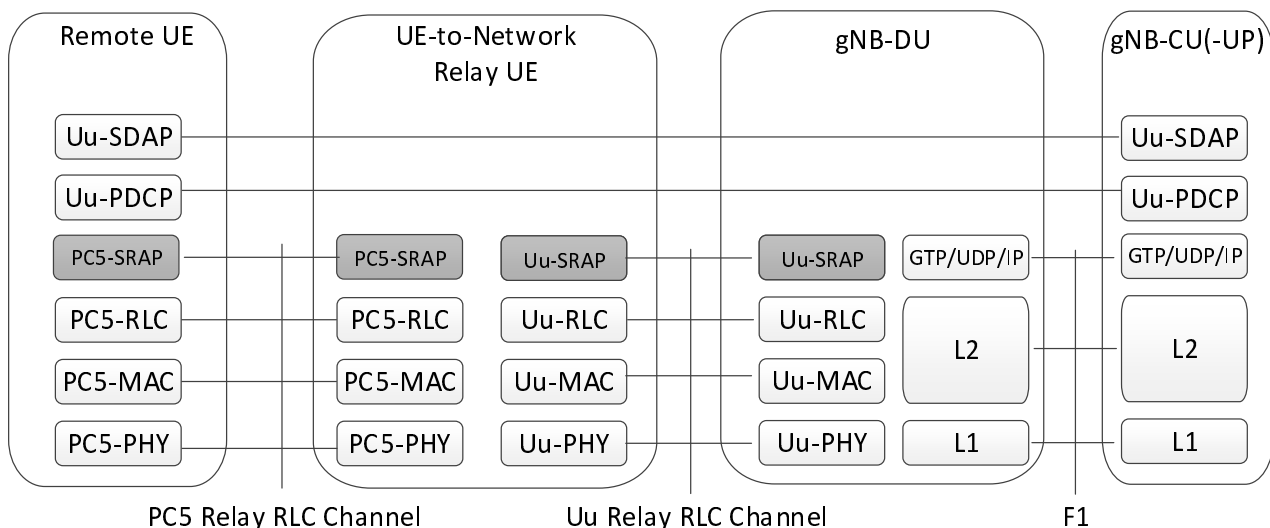 Remote UE
UE-to-Network
Relay UE
gNB-DU
gNB-CU(-UP)
Uu-SDAP
Uu-SDAP
Uu-PDCP
Uu-PDCP
PC5-SRAP
PC5-SRAP
Uu-SRAP
Uu-SRAP
GTP/UDP/IP
GTP/UDP/IP
PC5-RLC
PC5-RLC
Uu-RLC
Uu-RLC
L2
L2
PC5-MAC
PC5-MAC
Uu-MAC
Uu-MAC
PC5-PHY
PC5-PHY
Uu-PHY
Uu-PHY
L1
L1
PC5 Relay RLC Channel
Uu Relay RLC Channel
F1